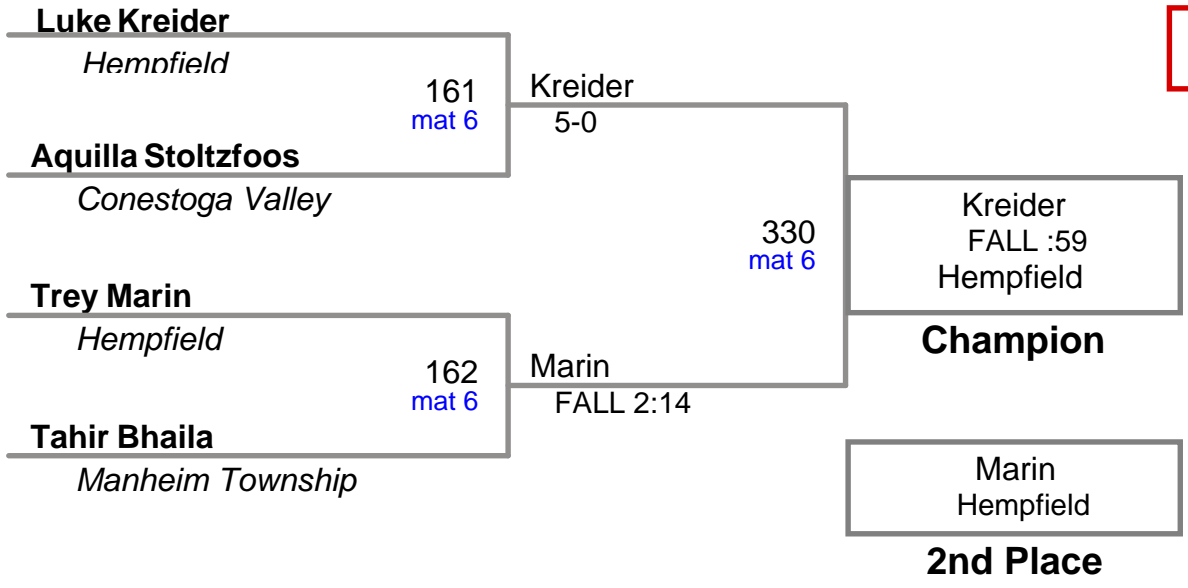 Luke Kreider
Hempfield
161
mat 6
Kreider
5-0
Aquilla Stoltzfoos
Conestoga Valley
330
mat 6
Kreider
FALL :59
Hempfield
Champion
Trey Marin
Hempfield
162
mat 6
Marin
FALL 2:14
Tahir Bhaila
Manheim Township
Marin
Hempfield
2nd Place